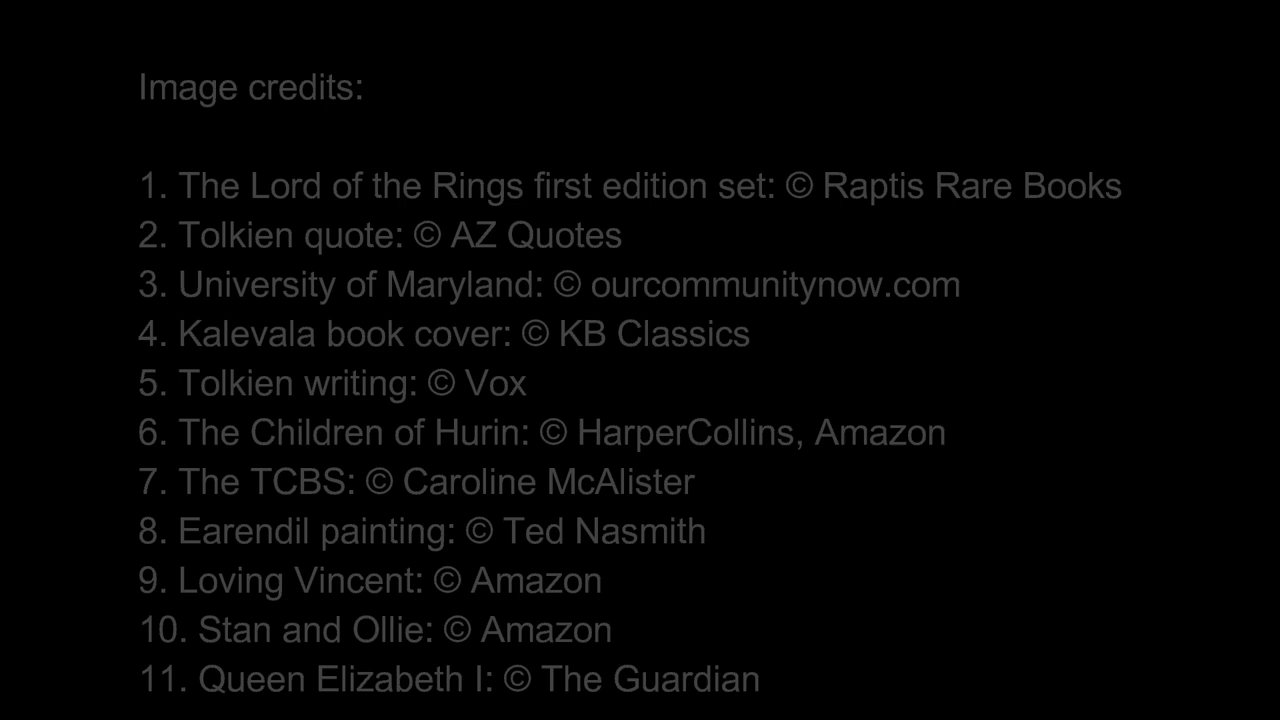 Image credits:
1. The Lord of the Rings first edition set: © Raptis Rare Books
2. Tolkien quote: © AZ Quotes
3. University of Maryland: © ourcommunitynow.com
4. Kalevala book cover: © KB Classics
5. Tolkien writing: © Vox
6. The Children of Hurin: © HarperCollins, Amazon
7. The TCBS: © Caroline McAlister
8. Earendil painting: © Ted Nasmith
9. Loving Vincent: © Amazon
10. Stan and Ollie: © Amazon
11. Queen Elizabeth I: © The Guardian